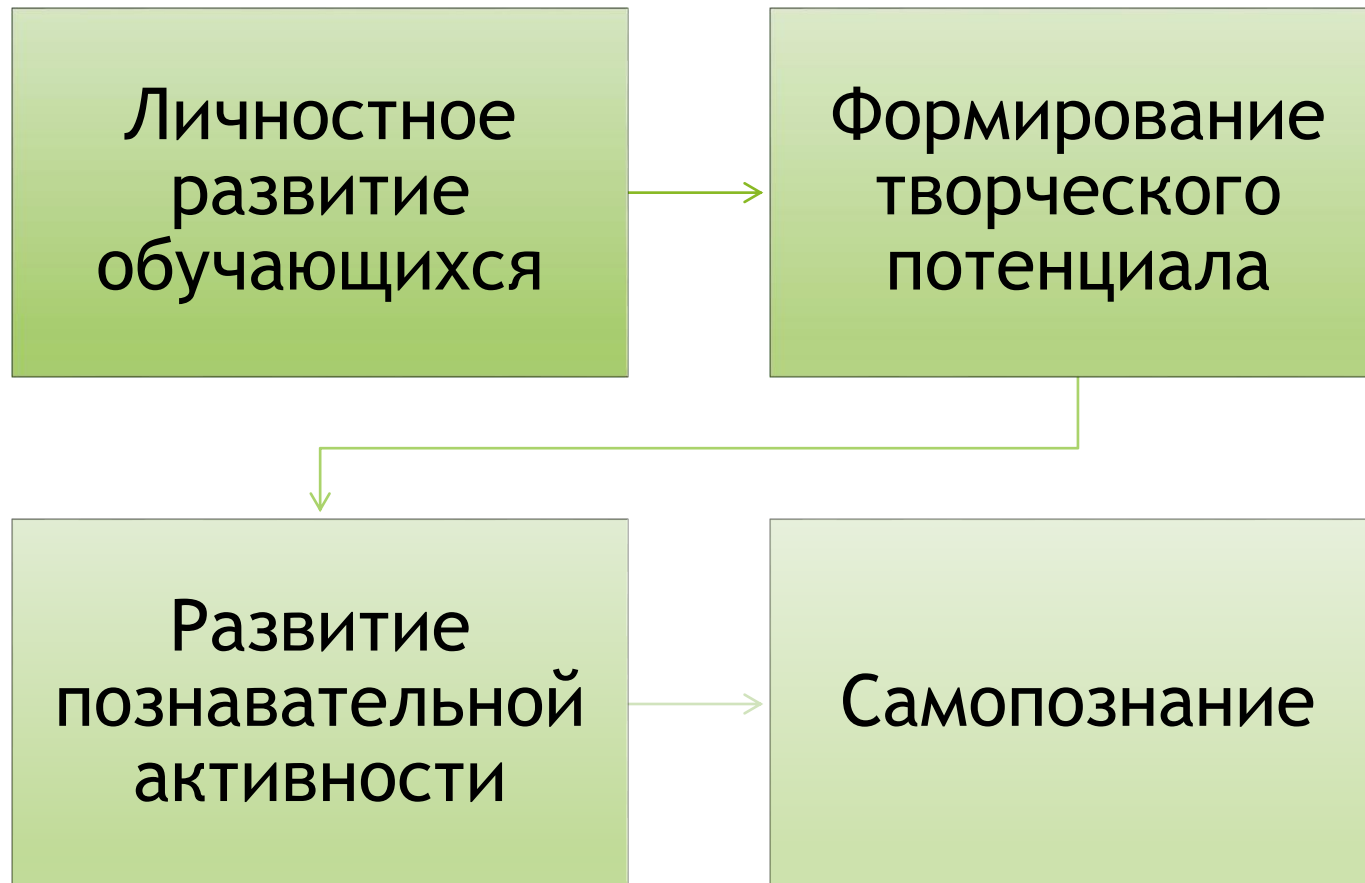 Личностное
развитие
обучающихся
Формирование
творческого
потенциала
Развитие
познавательной
активности
Самопознание